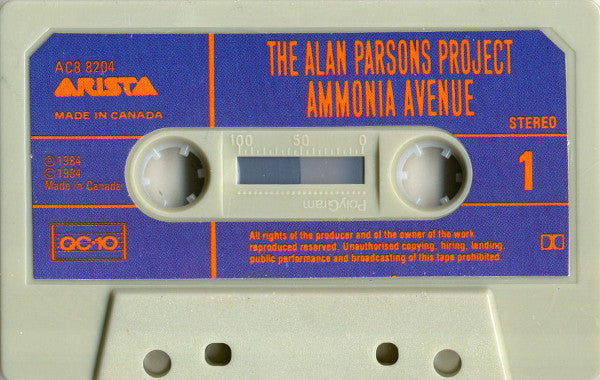 AC8 8204
ARISTA
MADE IN CANADA
THE ALAN PARSONS PROJECT
AMMONIA AVENUE
STEREO
100 50 0
PolyGram
℗ 1984
© 1984
Made in Canada
1
QC-10
All rights of the producer and of the owner of the work
reproduced reserved. Unauthorised copying, hiring, lending,
public performance and broadcasting of this tape prohibited.